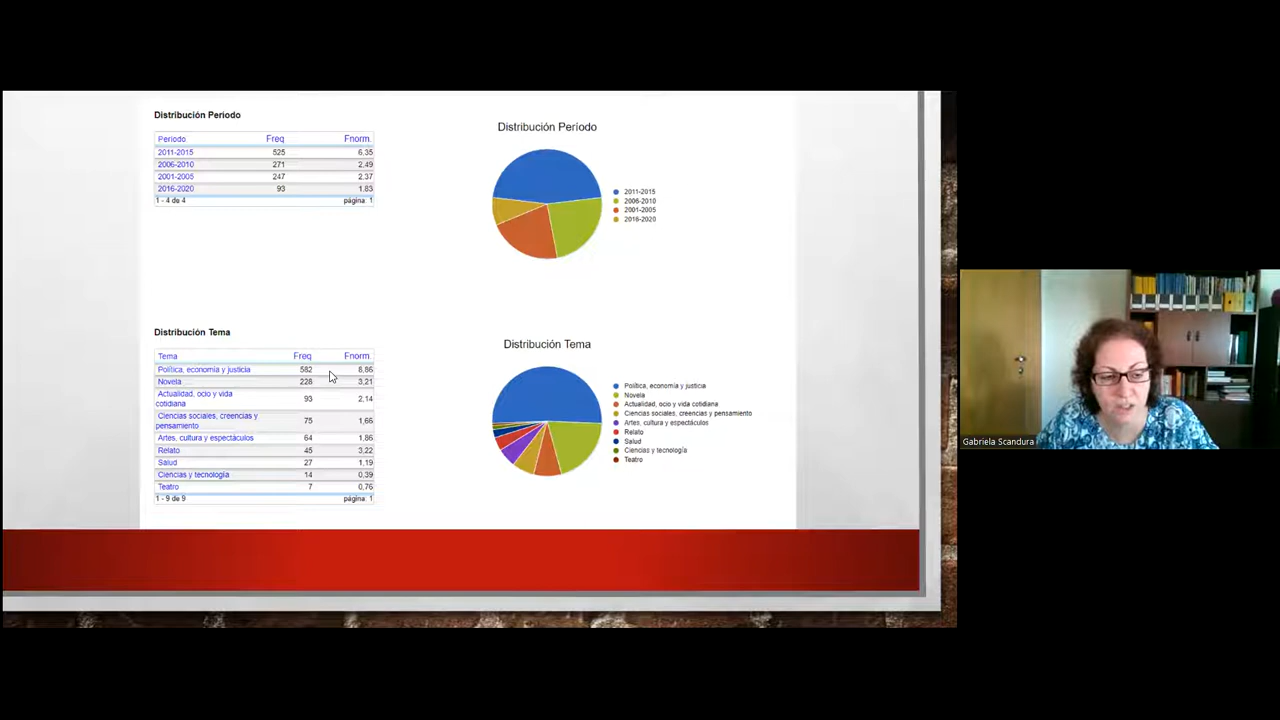 Distribución Periodo
Periodo Freq Fnorm.
2011-2015 525 6,35
2006-2010 271 2,49
2001-2005 247 2,37
2016-2020 93 1,83
1 - 4 de 4 página: 1
Distribución Período
2011-2015
2006-2010
2001-2005
2016-2020
Distribución Tema
Tema Freq Fnorm.
Política, economía y justicia 582 8,86
Novela 228 3,21
Actualidad, ocio y vida
cotidiana 93 2,14
Ciencias sociales, creencias y
pensamiento 75 1,66
Artes, cultura y espectáculos 64 1,86
Relato 45 3,22
Salud 27 1,19
Ciencias y tecnología 14 0,39
Teatro 7 0,76
1 - 9 de 9 página: 1
Distribución Tema
Política, economía y justicia
Novela
Actualidad, ocio y vida cotidiana
Ciencias sociales, creencias y pensamiento
Artes, cultura y espectáculos
Relato
Salud
Ciencias y tecnología
Teatro
Gabriela Scandura